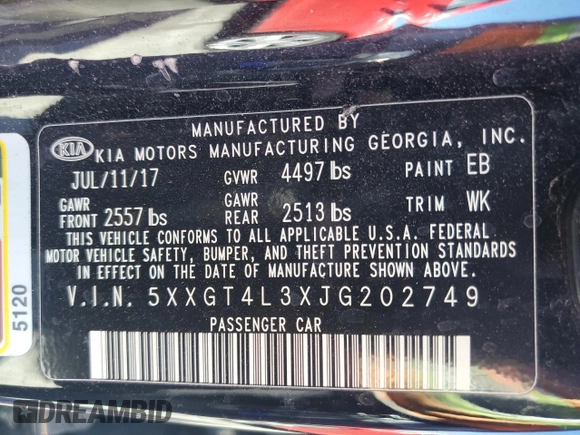 MANUFACTURED BY
KIA KIA MOTORS MANUFACTURING GEORGIA, INC.
JUL/11/17 GVWR 4497 lbs PAINT EB
GAWR FRONT 2557 lbs GAWR REAR 2513 lbs TRIM WK
THIS VEHICLE CONFORMS TO ALL APPLICABLE U.S.A. FEDERAL
MOTOR VEHICLE SAFETY, BUMPER, AND THEFT PREVENTION STANDARDS
IN EFFECT ON THE DATE OF MANUFACTURE SHOWN ABOVE.
V.I.N. 5XXGT4L3XJG202749
PASSENGER CAR
5120
DREAMBID